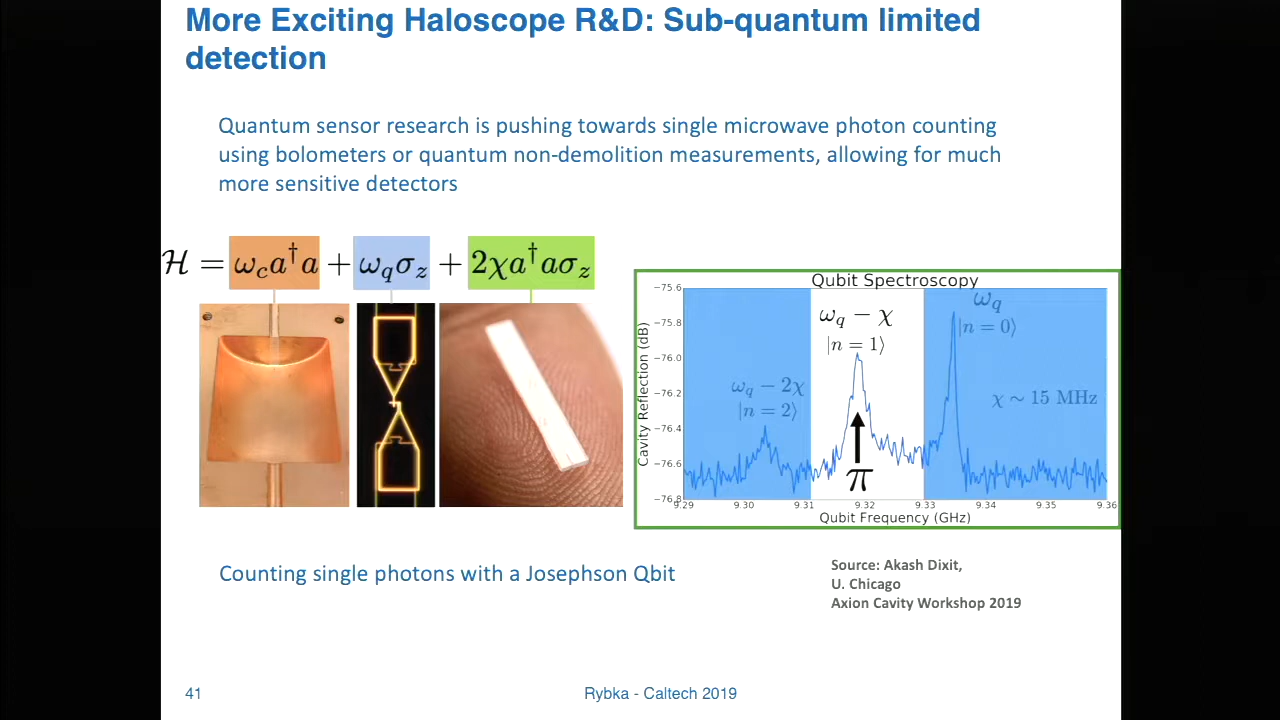 More Exciting Haloscope R&D: Sub-quantum limited
detection
Quantum sensor research is pushing towards single microwave photon counting
using bolometers or quantum non-demolition measurements, allowing for much
more sensitive detectors
ℋ = ω_c a†a + ω_q σ_z + 2χa†aσ_z
Qubit Spectroscopy
Cavity Reflection (dB)
−75.6
−75.8
−76.0
−76.2
−76.4
−76.6
−76.8
ω_q
|n = 0⟩
ω_q − χ
|n = 1⟩
ω_q − 2χ
|n = 2⟩
χ ∼ 15 MHz
π
9.29 9.30 9.31 9.32 9.33 9.34 9.35 9.36
Qubit Frequency (GHz)
Counting single photons with a Josephson Qbit
Source: Akash Dixit,
U. Chicago
Axion Cavity Workshop 2019
41
Rybka - Caltech 2019